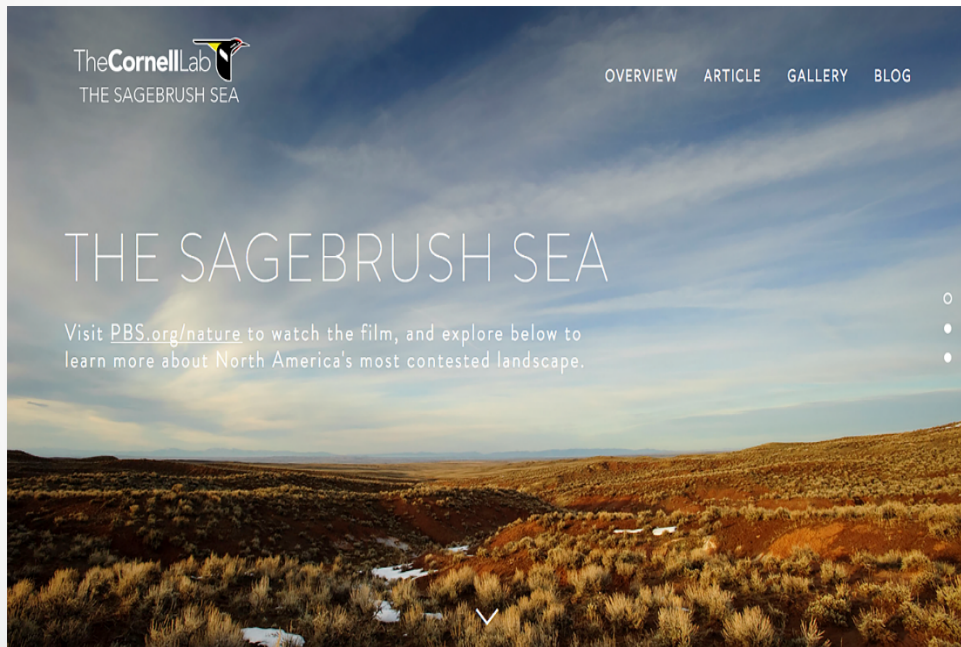 TheCornellLab
THE SAGEBRUSH SEA
OVERVIEW ARTICLE GALLERY BLOG
THE SAGEBRUSH SEA
Visit PBS.org/nature to watch the film, and explore below to
learn more about North America's most contested landscape.